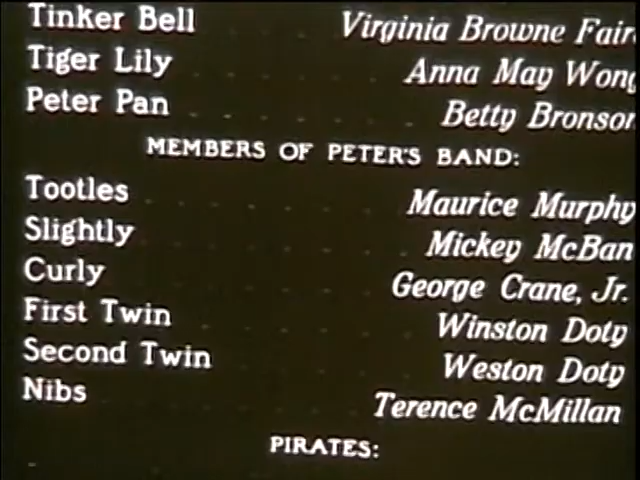 Tinker Bell Virginia Browne Fair
Tiger Lily Anna May Wong
Peter Pan Betty Bronson
MEMBERS OF PETER'S BAND:
Tootles Maurice Murphy
Slightly Mickey McBan
Curly George Crane, Jr.
First Twin Winston Doty
Second Twin Weston Doty
Nibs Terence McMillan
PIRATES: